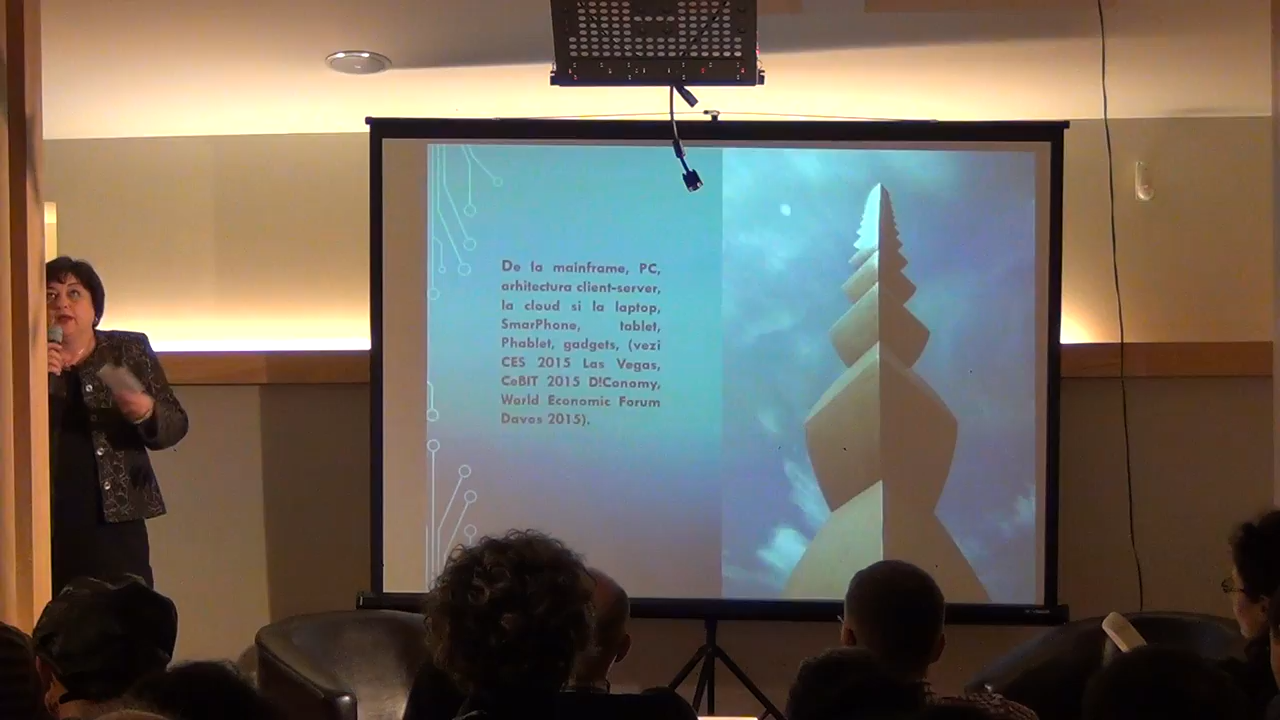 De la mainframe, PC,
arhitectura client-server,
la cloud si la laptop,
SmarPhone, tablet,
Phablet, gadgets, (vezi
CES 2015 Las Vegas,
CeBIT 2015 D!Conomy,
World Economic Forum
Davos 2015).